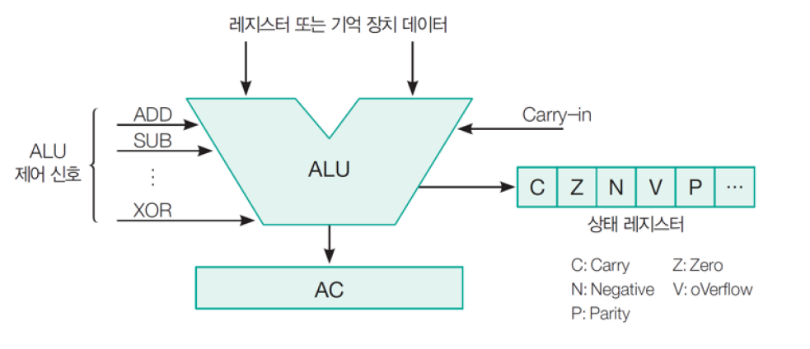 레지스터 또는 기억 장치 데이터
ADD
SUB
⋮
XOR
ALU
제어 신호
ALU
Carry-in
C Z N V P ⋯
상태 레지스터
AC
C: Carry Z: Zero
N: Negative V: oVerflow
P: Parity